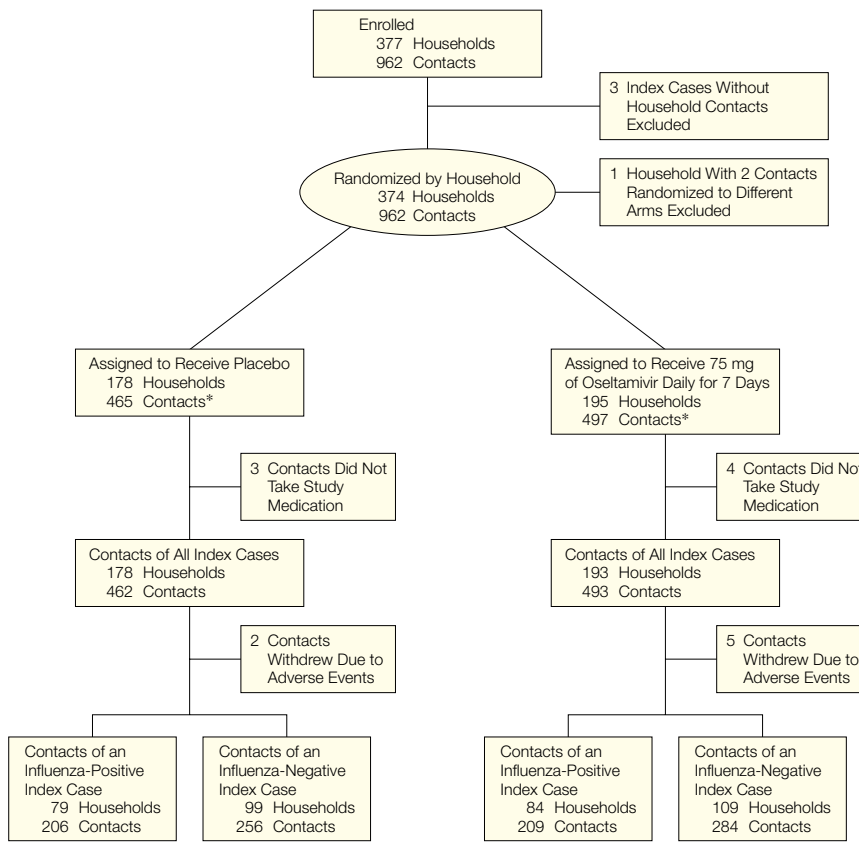 Enrolled
377 Households
962 Contacts
3 Index Cases Without
Household Contacts
Excluded
Randomized by Household
374 Households
962 Contacts
1 Household With 2 Contacts
Randomized to Different
Arms Excluded
Assigned to Receive Placebo
178 Households
465 Contacts*
Assigned to Receive 75 mg
of Oseltamivir Daily for 7 Days
195 Households
497 Contacts*
3 Contacts Did Not
Take Study
Medication
4 Contacts Did Not
Take Study
Medication
Contacts of All Index Cases
178 Households
462 Contacts
Contacts of All Index Cases
193 Households
493 Contacts
2 Contacts
Withdrew Due to
Adverse Events
5 Contacts
Withdrew Due to
Adverse Events
Contacts of an
Influenza-Positive
Index Case
79 Households
206 Contacts
Contacts of an
Influenza-Negative
Index Case
99 Households
256 Contacts
Contacts of an
Influenza-Positive
Index Case
84 Households
209 Contacts
Contacts of an
Influenza-Negative
Index Case
109 Households
284 Contacts